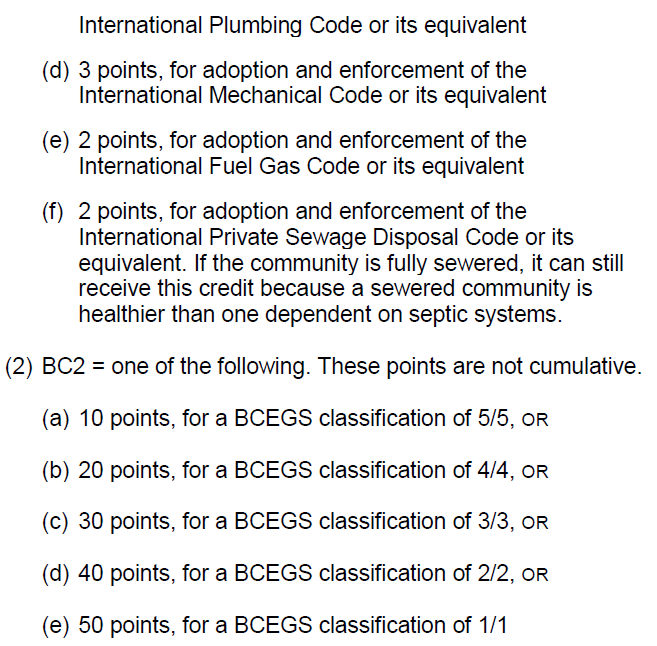 International Plumbing Code or its equivalent
(d) 3 points, for adoption and enforcement of the
International Mechanical Code or its equivalent
(e) 2 points, for adoption and enforcement of the
International Fuel Gas Code or its equivalent
(f) 2 points, for adoption and enforcement of the
International Private Sewage Disposal Code or its
equivalent. If the community is fully sewered, it can still
receive this credit because a sewered community is
healthier than one dependent on septic systems.
(2) BC2 = one of the following. These points are not cumulative.
(a) 10 points, for a BCEGS classification of 5/5, OR
(b) 20 points, for a BCEGS classification of 4/4, OR
(c) 30 points, for a BCEGS classification of 3/3, OR
(d) 40 points, for a BCEGS classification of 2/2, OR
(e) 50 points, for a BCEGS classification of 1/1